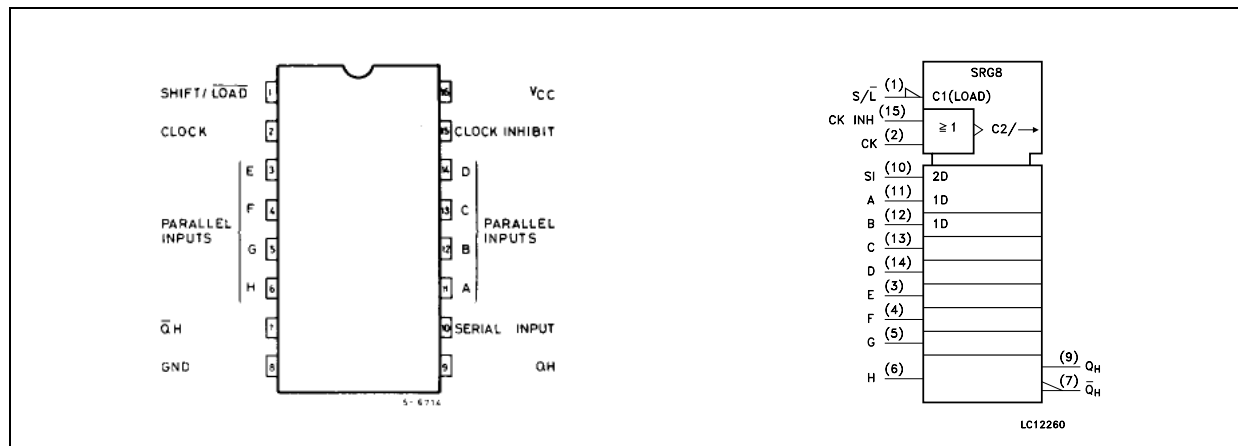 SHIFT/ LOAD 1 16 VCC
CLOCK 2 15 CLOCK INHIBIT
E 3 14 D
F 4 13 C
PARALLEL INPUTS
PARALLEL INPUTS
G 5 12 B
H 6 11 A
Q̅H 7 10 SERIAL INPUT
GND 8 9 QH
S-6714
SRG8
S/L̅ (1) C1(LOAD)
CK INH (15) ≥1 C2/→
CK (2)
SI (10) 2D
A (11) 1D
B (12) 1D
C (13)
D (14)
E (3)
F (4)
G (5)
H (6)
(9) QH
(7) Q̅H
LC12260